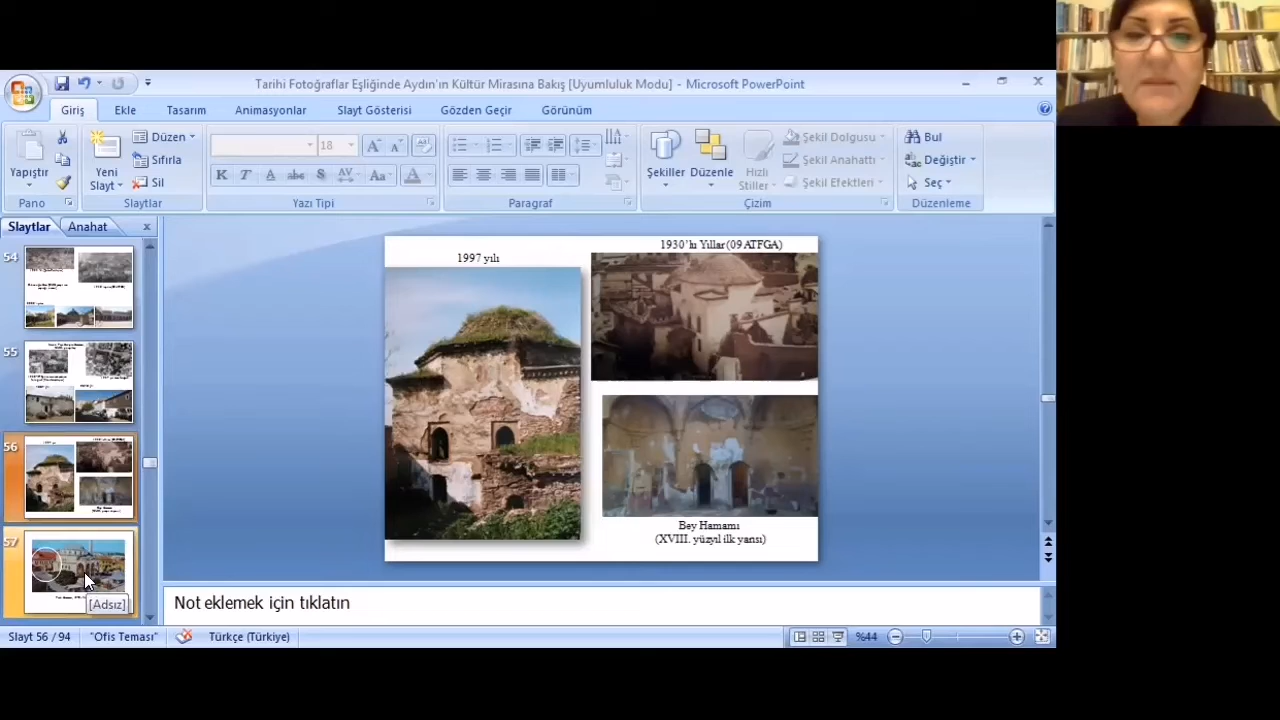 Tarihi Fotoğraflar Eşliğinde Aydın'ın Kültür Mirasına Bakış [Uyumluluk Modu] - Microsoft PowerPoint
Giriş Ekle Tasarım Animasyonlar Slayt Gösterisi Gözden Geçir Görünüm
Yapıştır
Pano
Yeni
Slayt
Düzen
Sıfırla
Sil
Slaytlar
18
K T A abc S AV Aa A
Yazı Tipi
Paragraf
Şekiller
Düzenle
Hızlı
Stiller
Şekil Dolgusu
Şekil Anahattı
Şekil Efektleri
Çizim
Bul
Değiştir
Seç
Düzenleme
Slaytlar Anahat
54
55
56
57
[Adsız]
1997 yılı
1930'lu Yıllar (09 ATFGA)
Bey Hamamı
(XVIII. yüzyıl ilk yarısı)
Not eklemek için tıklatın
Slayt 56 / 94 "Ofis Teması" Türkçe (Türkiye) %44